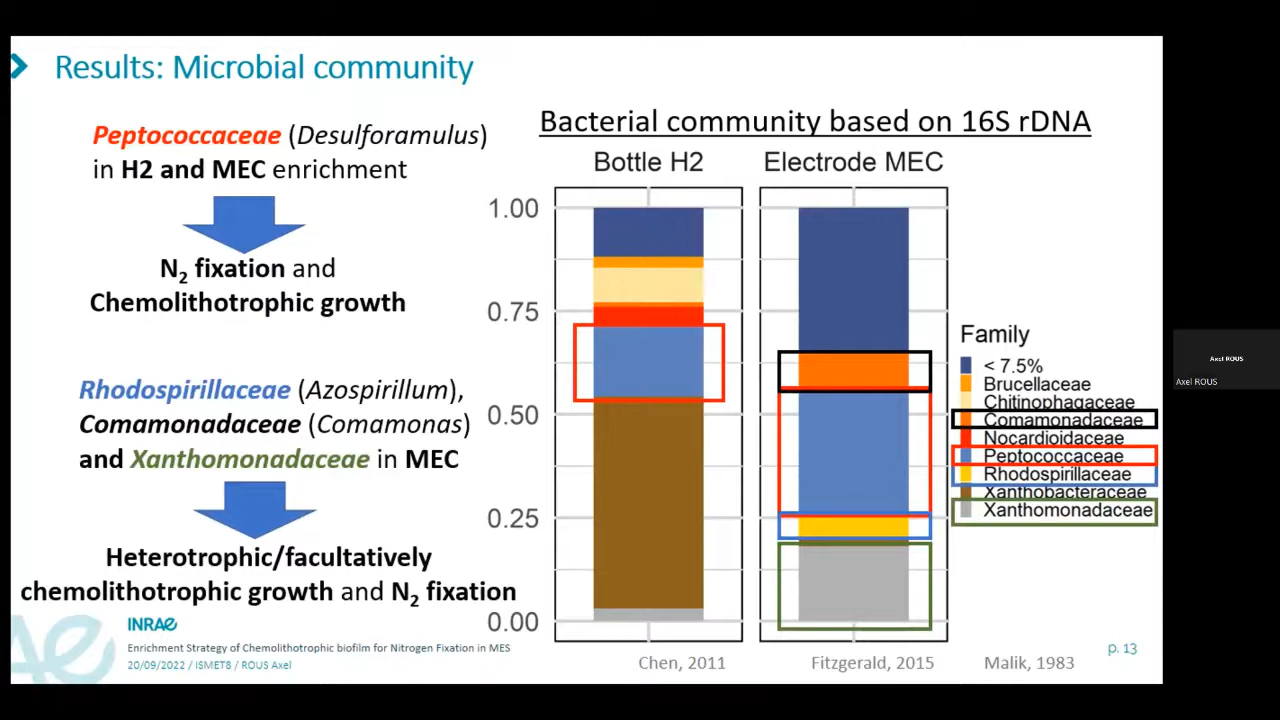 Results: Microbial community
Peptococcaceae (Desulforamulus)
in H2 and MEC enrichment
N2 fixation and
Chemolithotrophic growth
Rhodospirillaceae (Azospirillum),
Comamonadaceae (Comamonas)
and Xanthomonadaceae in MEC
Heterotrophic/facultatively
chemolithotrophic growth and N2 fixation
Bacterial community based on 16S rDNA
Bottle H2
Electrode MEC
1.00
0.75
0.50
0.25
0.00
Family
< 7.5%
Brucellaceae
Chitinophagaceae
Comamonadaceae
Nocardioidaceae
Peptococcaceae
Rhodospirillaceae
Xanthobacteraceae
Xanthomonadaceae
INRAE
Enrichment Strategy of Chemolithotrophic biofilm for Nitrogen Fixation in MES
20/09/2022 / ISMET8 / ROUS Axel
Chen, 2011
Fitzgerald, 2015
Malik, 1983
p. 13
Axel ROUS
Axel ROUS